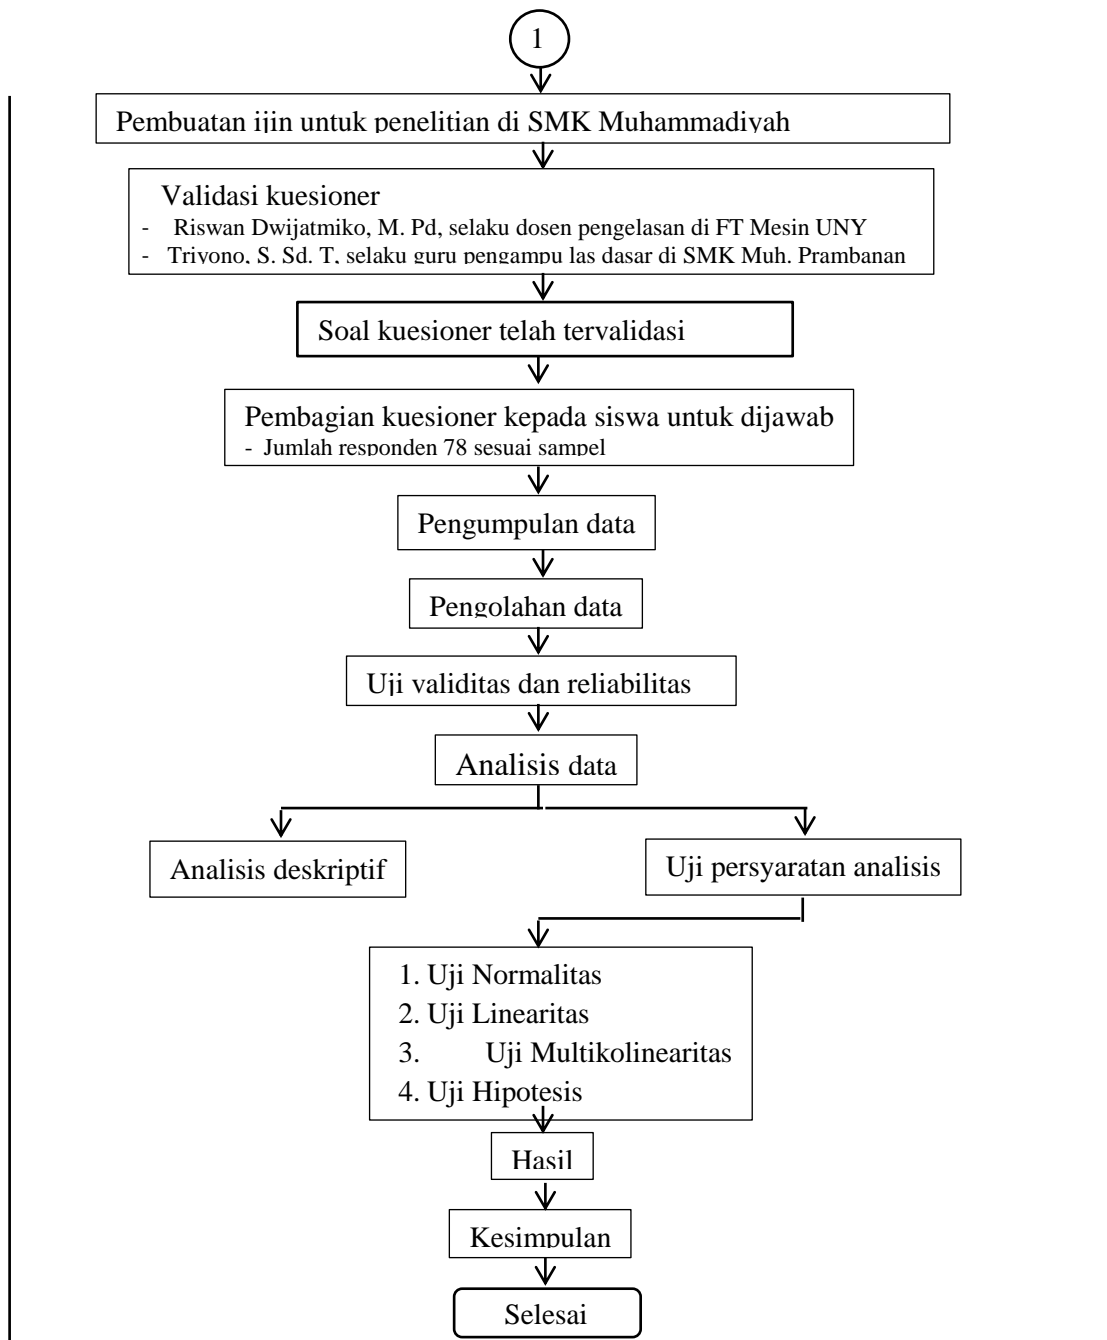 1
Pembuatan ijin untuk penelitian di SMK Muhammadiyah
Validasi kuesioner
- Riswan Dwijatmiko, M. Pd, selaku dosen pengelasan di FT Mesin UNY
- Triyono, S. Sd. T, selaku guru pengampu las dasar di SMK Muh. Prambanan
Soal kuesioner telah tervalidasi
Pembagian kuesioner kepada siswa untuk dijawab
- Jumlah responden 78 sesuai sampel
Pengumpulan data
Pengolahan data
Uji validitas dan reliabilitas
Analisis data
Analisis deskriptif
Uji persyaratan analisis
1. Uji Normalitas
2. Uji Linearitas
3. Uji Multikolinearitas
4. Uji Hipotesis
Hasil
Kesimpulan
Selesai